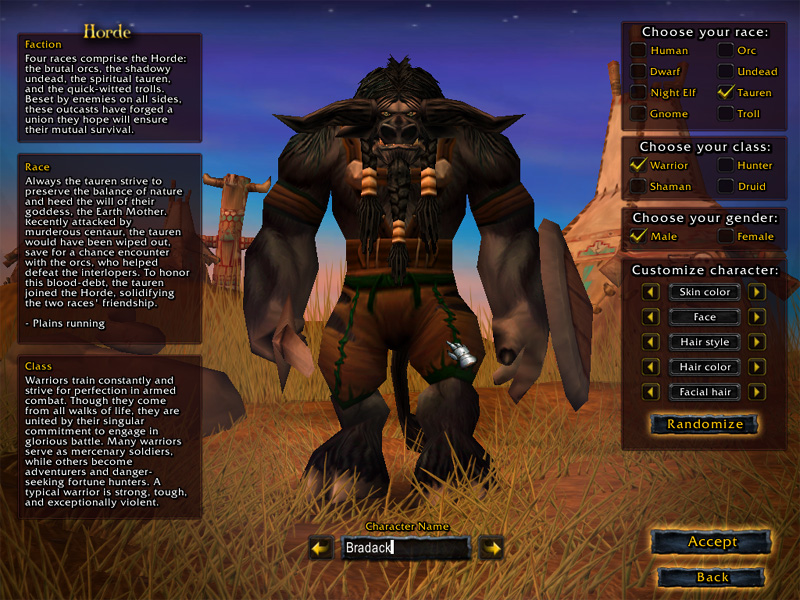 Horde
Faction
Four races comprise the Horde:
the brutal orcs, the shadowy
undead, the spiritual tauren,
and the quick-witted trolls.
Beset by enemies on all sides,
these outcasts have forged a
union they hope will ensure
their mutual survival.
Race
Always the tauren strive to
preserve the balance of nature
and heed the will of their
goddess, the Earth Mother.
Recently attacked by
murderous centaur, the tauren
would have been wiped out,
save for a chance encounter
with the orcs, who helped
defeat the interlopers. To honor
this blood-debt, the tauren
joined the Horde, solidifying
the two races' friendship.
- Plains running
Class
Warriors train constantly and
strive for perfection in armed
combat. Though they come
from all walks of life, they are
united by their singular
commitment to engage in
glorious battle. Many warriors
serve as mercenary soldiers,
while others become
adventurers and danger-
seeking fortune hunters. A
typical warrior is strong, tough,
and exceptionally violent.
Character Name
Bradack
Choose your race:
Human Orc
Dwarf Undead
Night Elf Tauren
Gnome Troll
Choose your class:
Warrior Hunter
Shaman Druid
Choose your gender:
Male Female
Customize character:
Skin color
Face
Hair style
Hair color
Facial hair
Randomize
Accept
Back